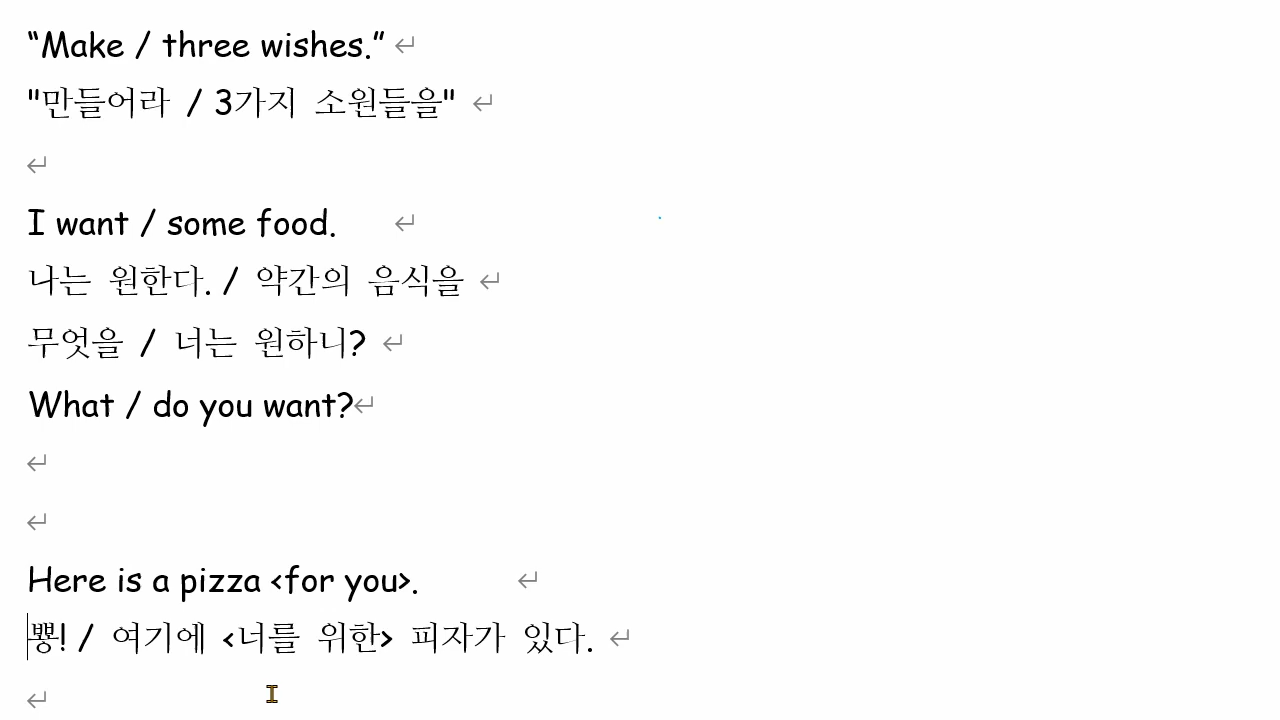 “Make / three wishes.”
"만들어라 / 3가지 소원들을"
I want / some food.
나는 원한다. / 약간의 음식을
무엇을 / 너는 원하니?
What / do you want?
Here is a pizza <for you>.
뿅! / 여기에 <너를 위한> 피자가 있다.